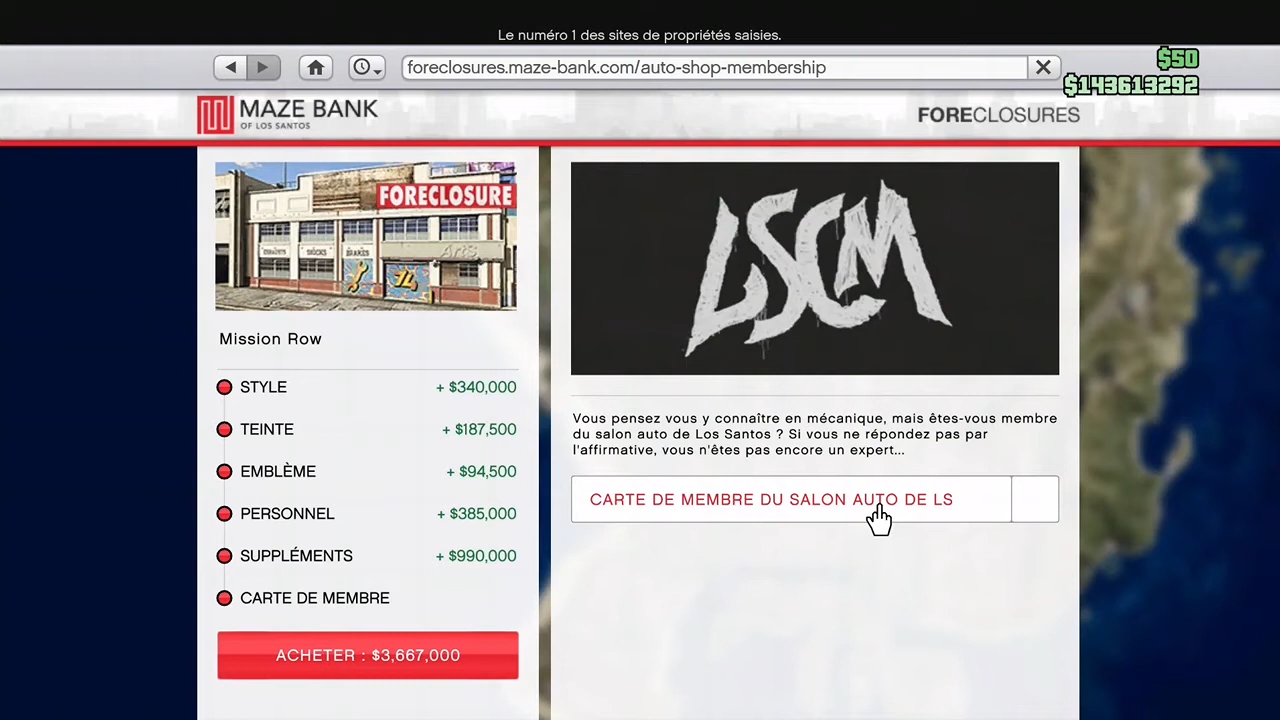 Le numéro 1 des sites de propriétés saisies.
foreclosures.maze-bank.com/auto-shop-membership
$50
$143613292
MAZE BANK
OF LOS SANTOS
FORECLOSURES
FORECLOSURE
EXHAUSTS
SHOCKS
BRAKES
Arts
Mission Row
STYLE + $340,000
TEINTE + $187,500
EMBLÈME + $94,500
PERSONNEL + $385,000
SUPPLÉMENTS + $990,000
CARTE DE MEMBRE
ACHETER : $3,667,000
LSCM
Vous pensez vous y connaître en mécanique, mais êtes-vous membre
du salon auto de Los Santos ? Si vous ne répondez pas par
l'affirmative, vous n'êtes pas encore un expert...
CARTE DE MEMBRE DU SALON AUTO DE LS